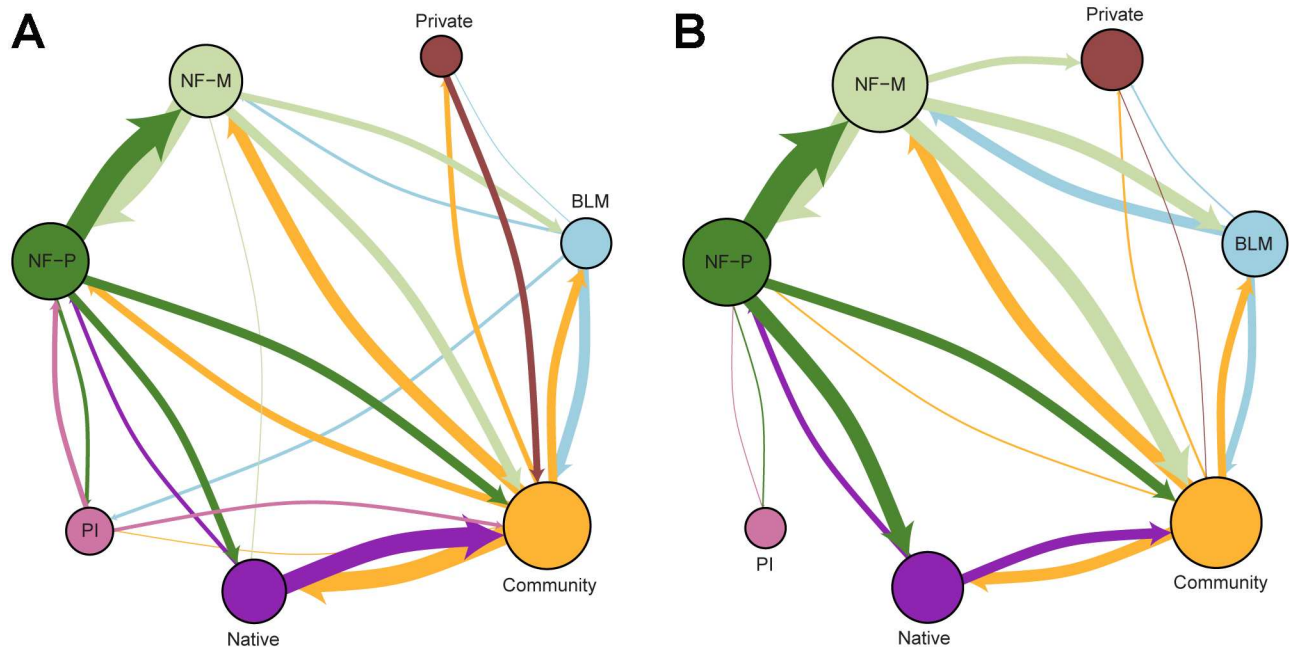 A
Private
NF-M
BLM
NF-P
PI
Community
Native
B
Private
NF-M
BLM
NF-P
PI
Community
Native